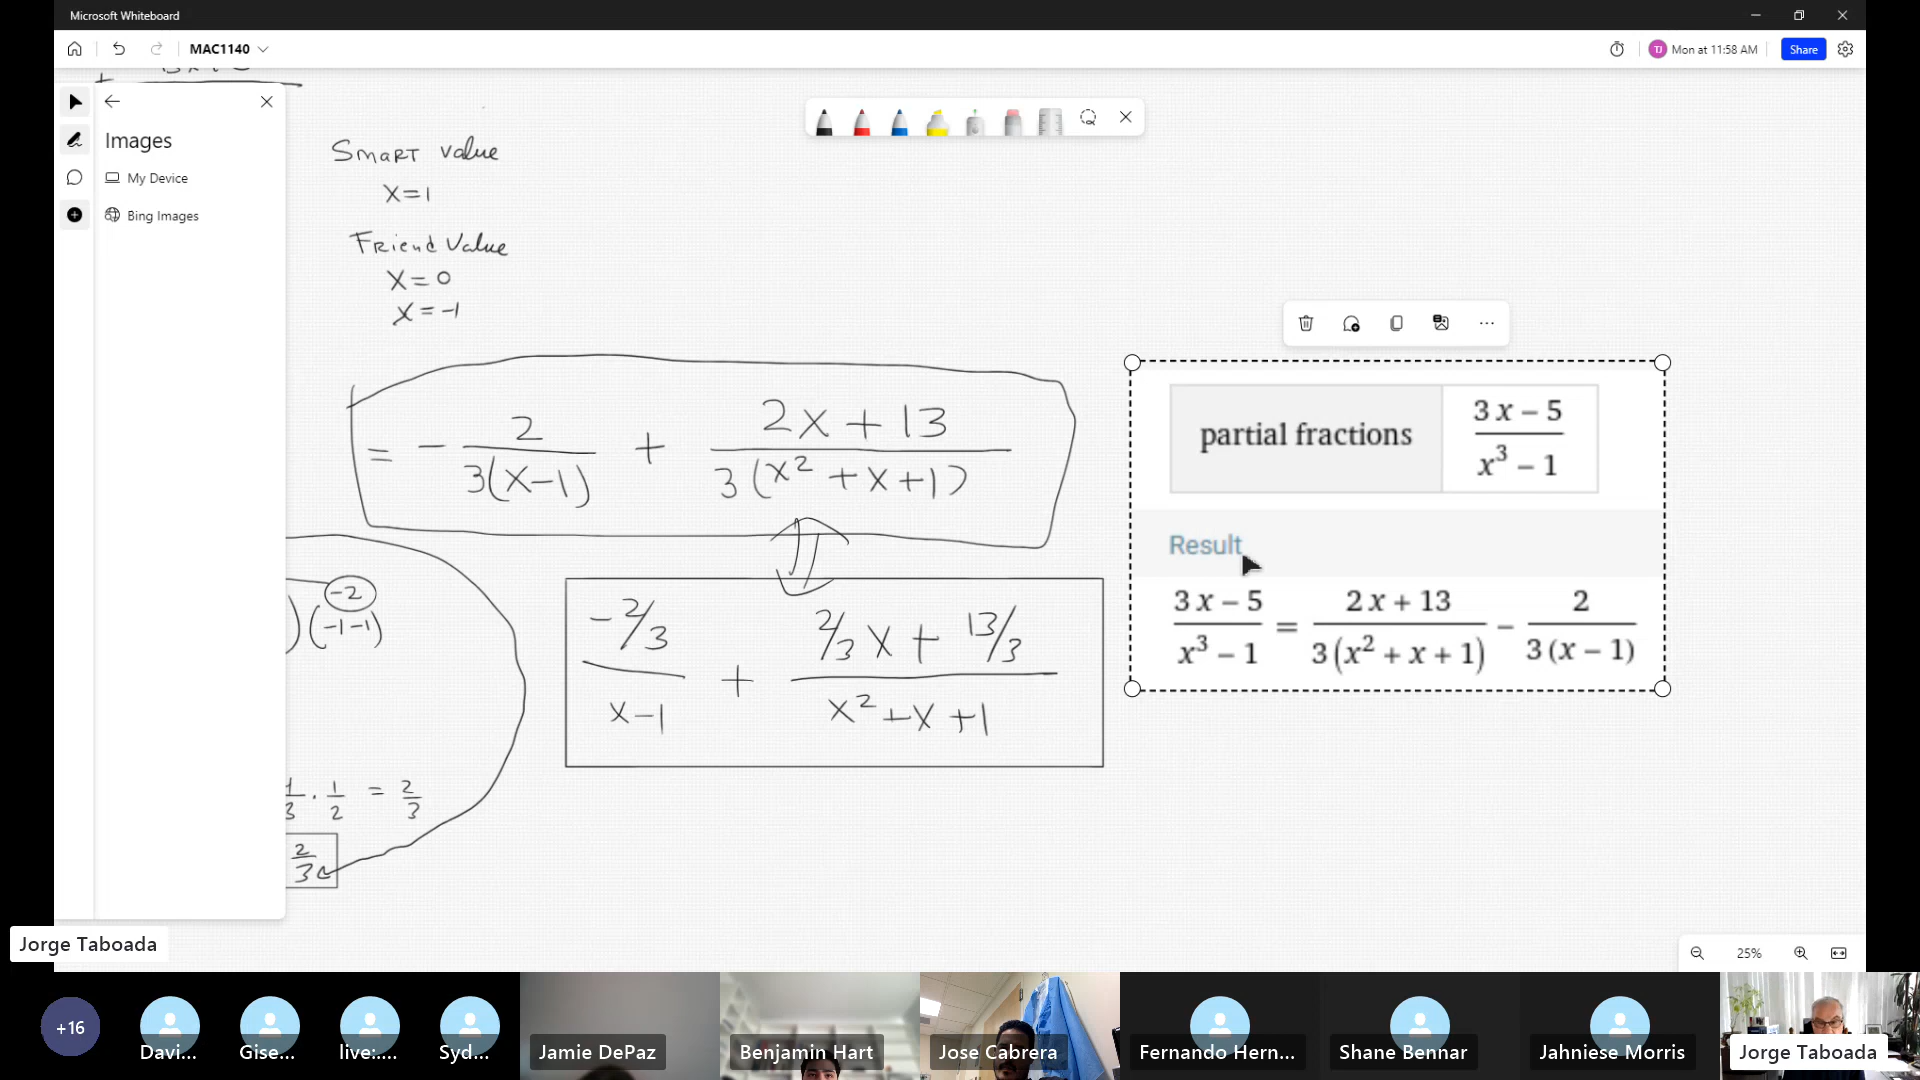 Microsoft Whiteboard
MAC1140
Mon at 11:58 AM
Share
TJ
Images
My Device
Bing Images
Smart value
x=1
Friend Value
x=0
x=-1
= - 2/3(x-1) + 2x+13/3(x²+x+1)
-2
)(-1-1)
-2/3/x-1 + 2/3x + 13/3/x²+x+1
1/3 · 1/2 = 2/3
2/3
partial fractions 3x-5/x³-1
Result
3x-5/x³-1 = 2x+13/3(x²+x+1) - 2/3(x-1)
25%
Jorge Taboada
+16
Davi...
Gise...
live:....
Syd...
Jamie DePaz
Benjamin Hart
Jose Cabrera
Fernando Hern...
Shane Bennar
Jahniese Morris
Jorge Taboada